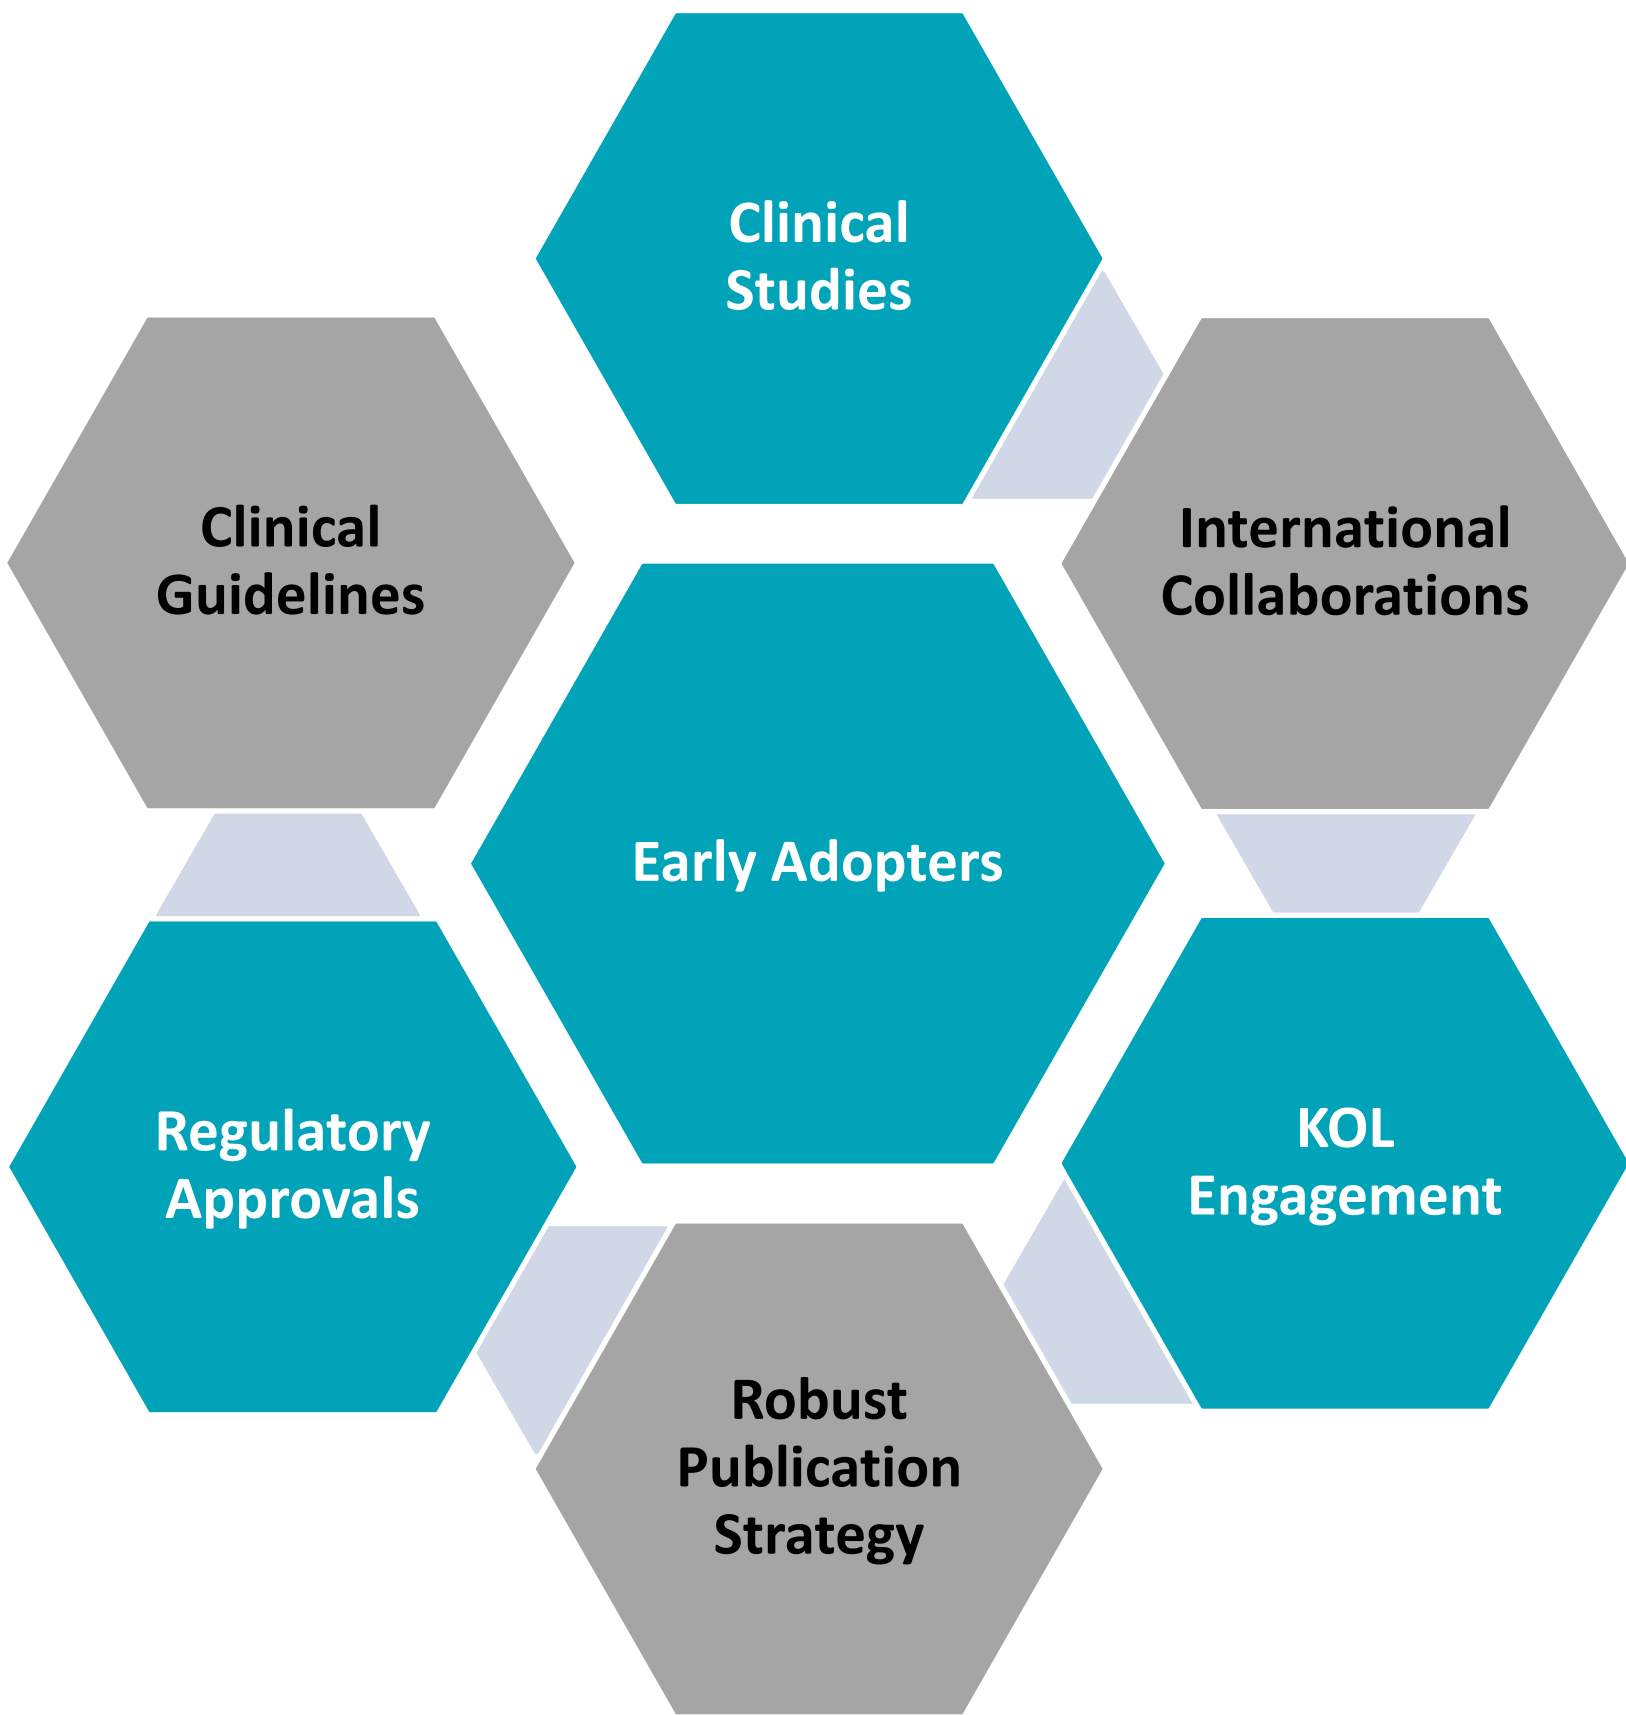 Clinical
Studies
International
Collaborations
KOL
Engagement
Robust
Publication
Strategy
Regulatory
Approvals
Clinical
Guidelines
Early Adopters